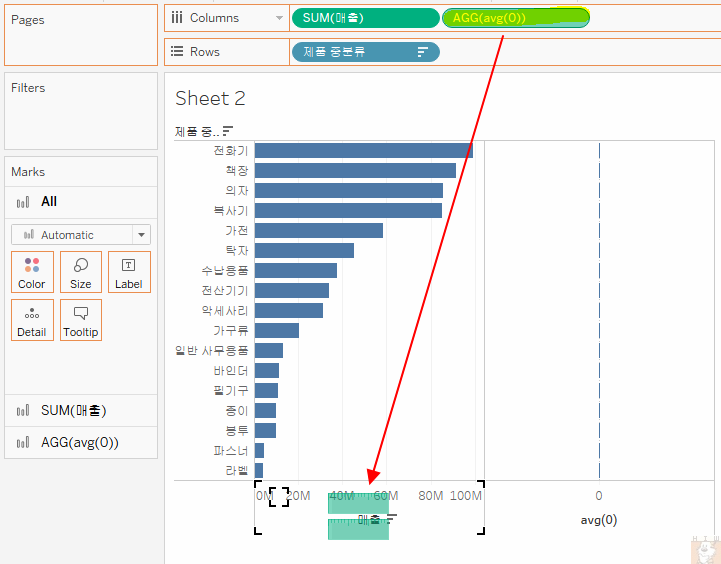 Pages
Columns
SUM(매출)
AGG(avg(0))
Rows
제품 중분류
Filters
Sheet 2
제품 중..
Marks
All
Automatic
Color
Size
Label
Detail
Tooltip
SUM(매출)
AGG(avg(0))
전화기
책장
의자
복사기
가전
탁자
수납용품
전산기기
악세사리
가구류
일반 사무용품
바인더
필기구
종이
봉투
파스너
라벨
0M 20M 40M 60M 80M 100M
0
매출
avg(0)